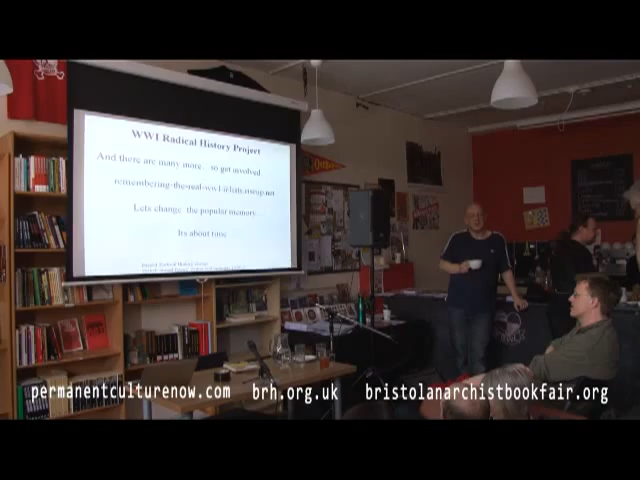 WWI Radical History Project
And there are many more... so get involved
remembering-the-real-ww1@lists.riseup.net
Lets change the popular memory....
Its about time
permanentculturenow.com brh.org.uk bristolanarchistbookfair.org